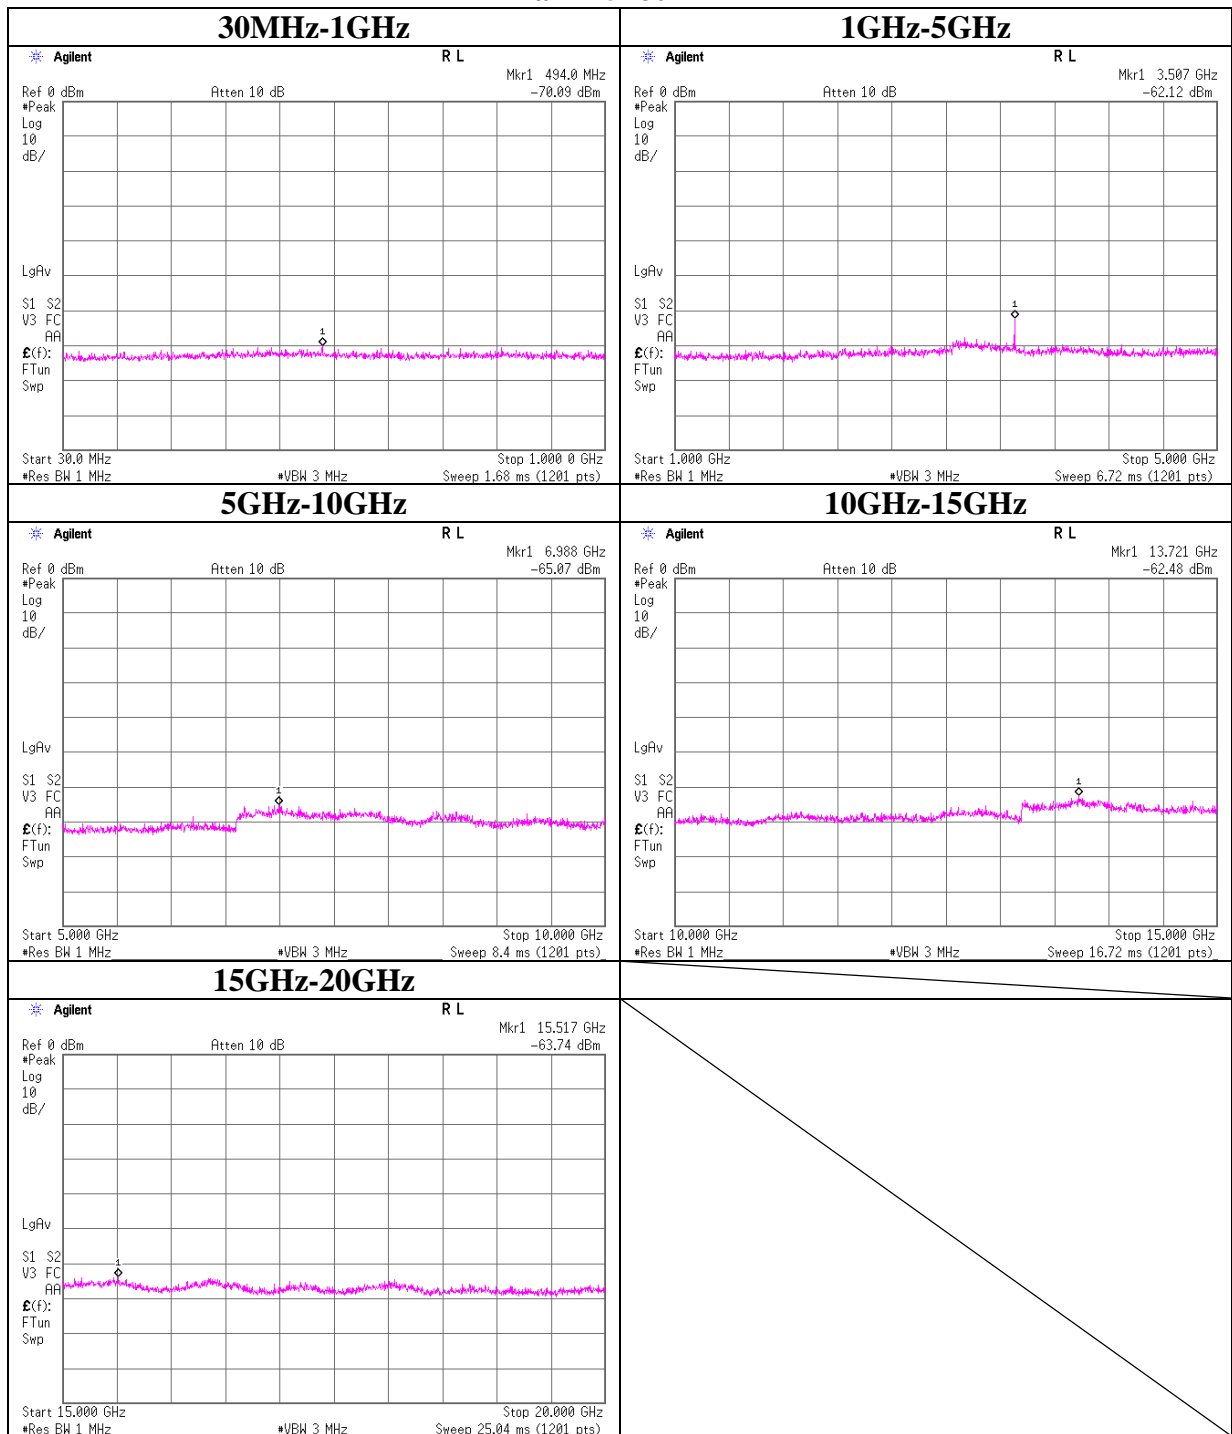 30MHz-1GHz
Agilent R L
Mkr1 494.0 MHz
Ref 0 dBm Atten 10 dB -70.09 dBm
#Peak
Log
10
dB/
LgAv
S1 S2
V3 FC
AA
£(f):
FTun
Swp
1
Start 30.0 MHz Stop 1.000 0 GHz
#Res BW 1 MHz #VBW 3 MHz Sweep 1.68 ms (1201 pts)
1GHz-5GHz
Agilent R L
Mkr1 3.507 GHz
Ref 0 dBm Atten 10 dB -62.12 dBm
#Peak
Log
10
dB/
LgAv
S1 S2
V3 FC
AA
£(f):
FTun
Swp
1
Start 1.000 GHz Stop 5.000 GHz
#Res BW 1 MHz #VBW 3 MHz Sweep 6.72 ms (1201 pts)
5GHz-10GHz
Agilent R L
Mkr1 6.988 GHz
Ref 0 dBm Atten 10 dB -65.07 dBm
#Peak
Log
10
dB/
LgAv
S1 S2
V3 FC
AA
£(f):
FTun
Swp
1
Start 5.000 GHz Stop 10.000 GHz
#Res BW 1 MHz #VBW 3 MHz Sweep 8.4 ms (1201 pts)
10GHz-15GHz
Agilent R L
Mkr1 13.721 GHz
Ref 0 dBm Atten 10 dB -62.48 dBm
#Peak
Log
10
dB/
LgAv
S1 S2
V3 FC
AA
£(f):
FTun
Swp
1
Start 10.000 GHz Stop 15.000 GHz
#Res BW 1 MHz #VBW 3 MHz Sweep 16.72 ms (1201 pts)
15GHz-20GHz
Agilent R L
Mkr1 15.517 GHz
Ref 0 dBm Atten 10 dB -63.74 dBm
#Peak
Log
10
dB/
LgAv
S1 S2
V3 FC
AA
£(f):
FTun
Swp
1
Start 15.000 GHz Stop 20.000 GHz
#Res BW 1 MHz #VBW 3 MHz Sweep 25.04 ms (1201 pts)